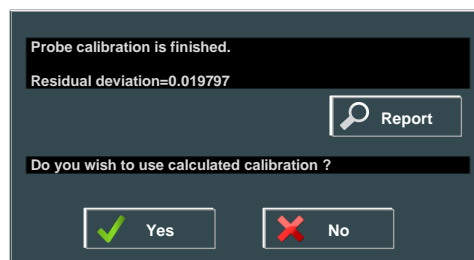 Probe calibration is finished.
Residual deviation=0.019797
Report
Do you wish to use calculated calibration ?
Yes
No